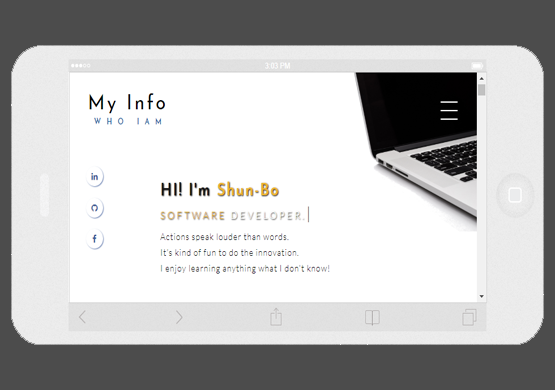 3:03 PM
My Info
WHO IAM
in
HI! I'm Shun-Bo
SOFTWARE DEVELOPER.
f
Actions speak louder than words.
It's kind of fun to do the innovation.
I enjoy learning anything what I don't know!